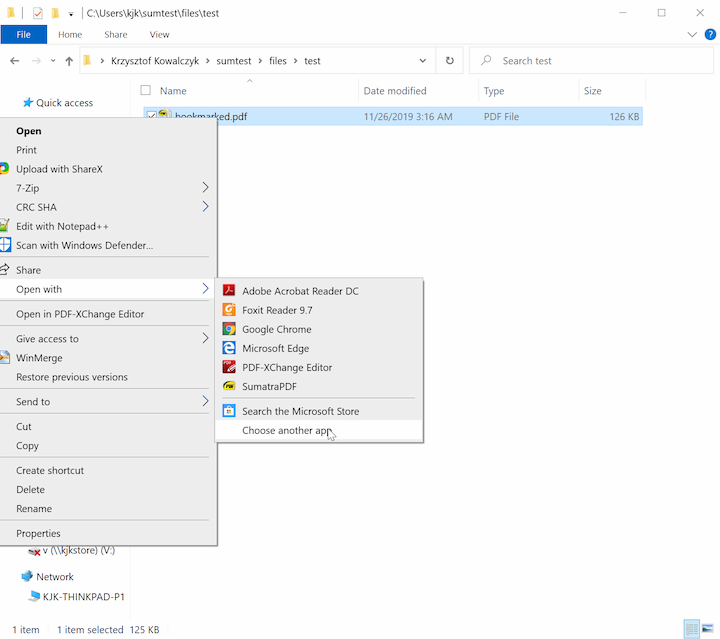 C:\Users\kjk\sumtest\files\test
File Home Share View
Krzysztof Kowalczyk > sumtest > files > test
Search test
Quick access
Name Date modified Type Size
bookmarked.pdf 11/26/2019 3:16 AM PDF File 126 KB
Open
Print
Upload with ShareX
7-Zip
CRC SHA
Edit with Notepad++
Scan with Windows Defender...
Share
Open with
Open in PDF-XChange Editor
Give access to
WinMerge
Restore previous versions
Send to
Cut
Copy
Create shortcut
Delete
Rename
Properties
Adobe Acrobat Reader DC
Foxit Reader 9.7
Google Chrome
Microsoft Edge
PDF-XChange Editor
SumatraPDF
Search the Microsoft Store
Choose another app
v (\\kjkstore) (V:)
Network
KJK-THINKPAD-P1
1 item 1 item selected 125 KB